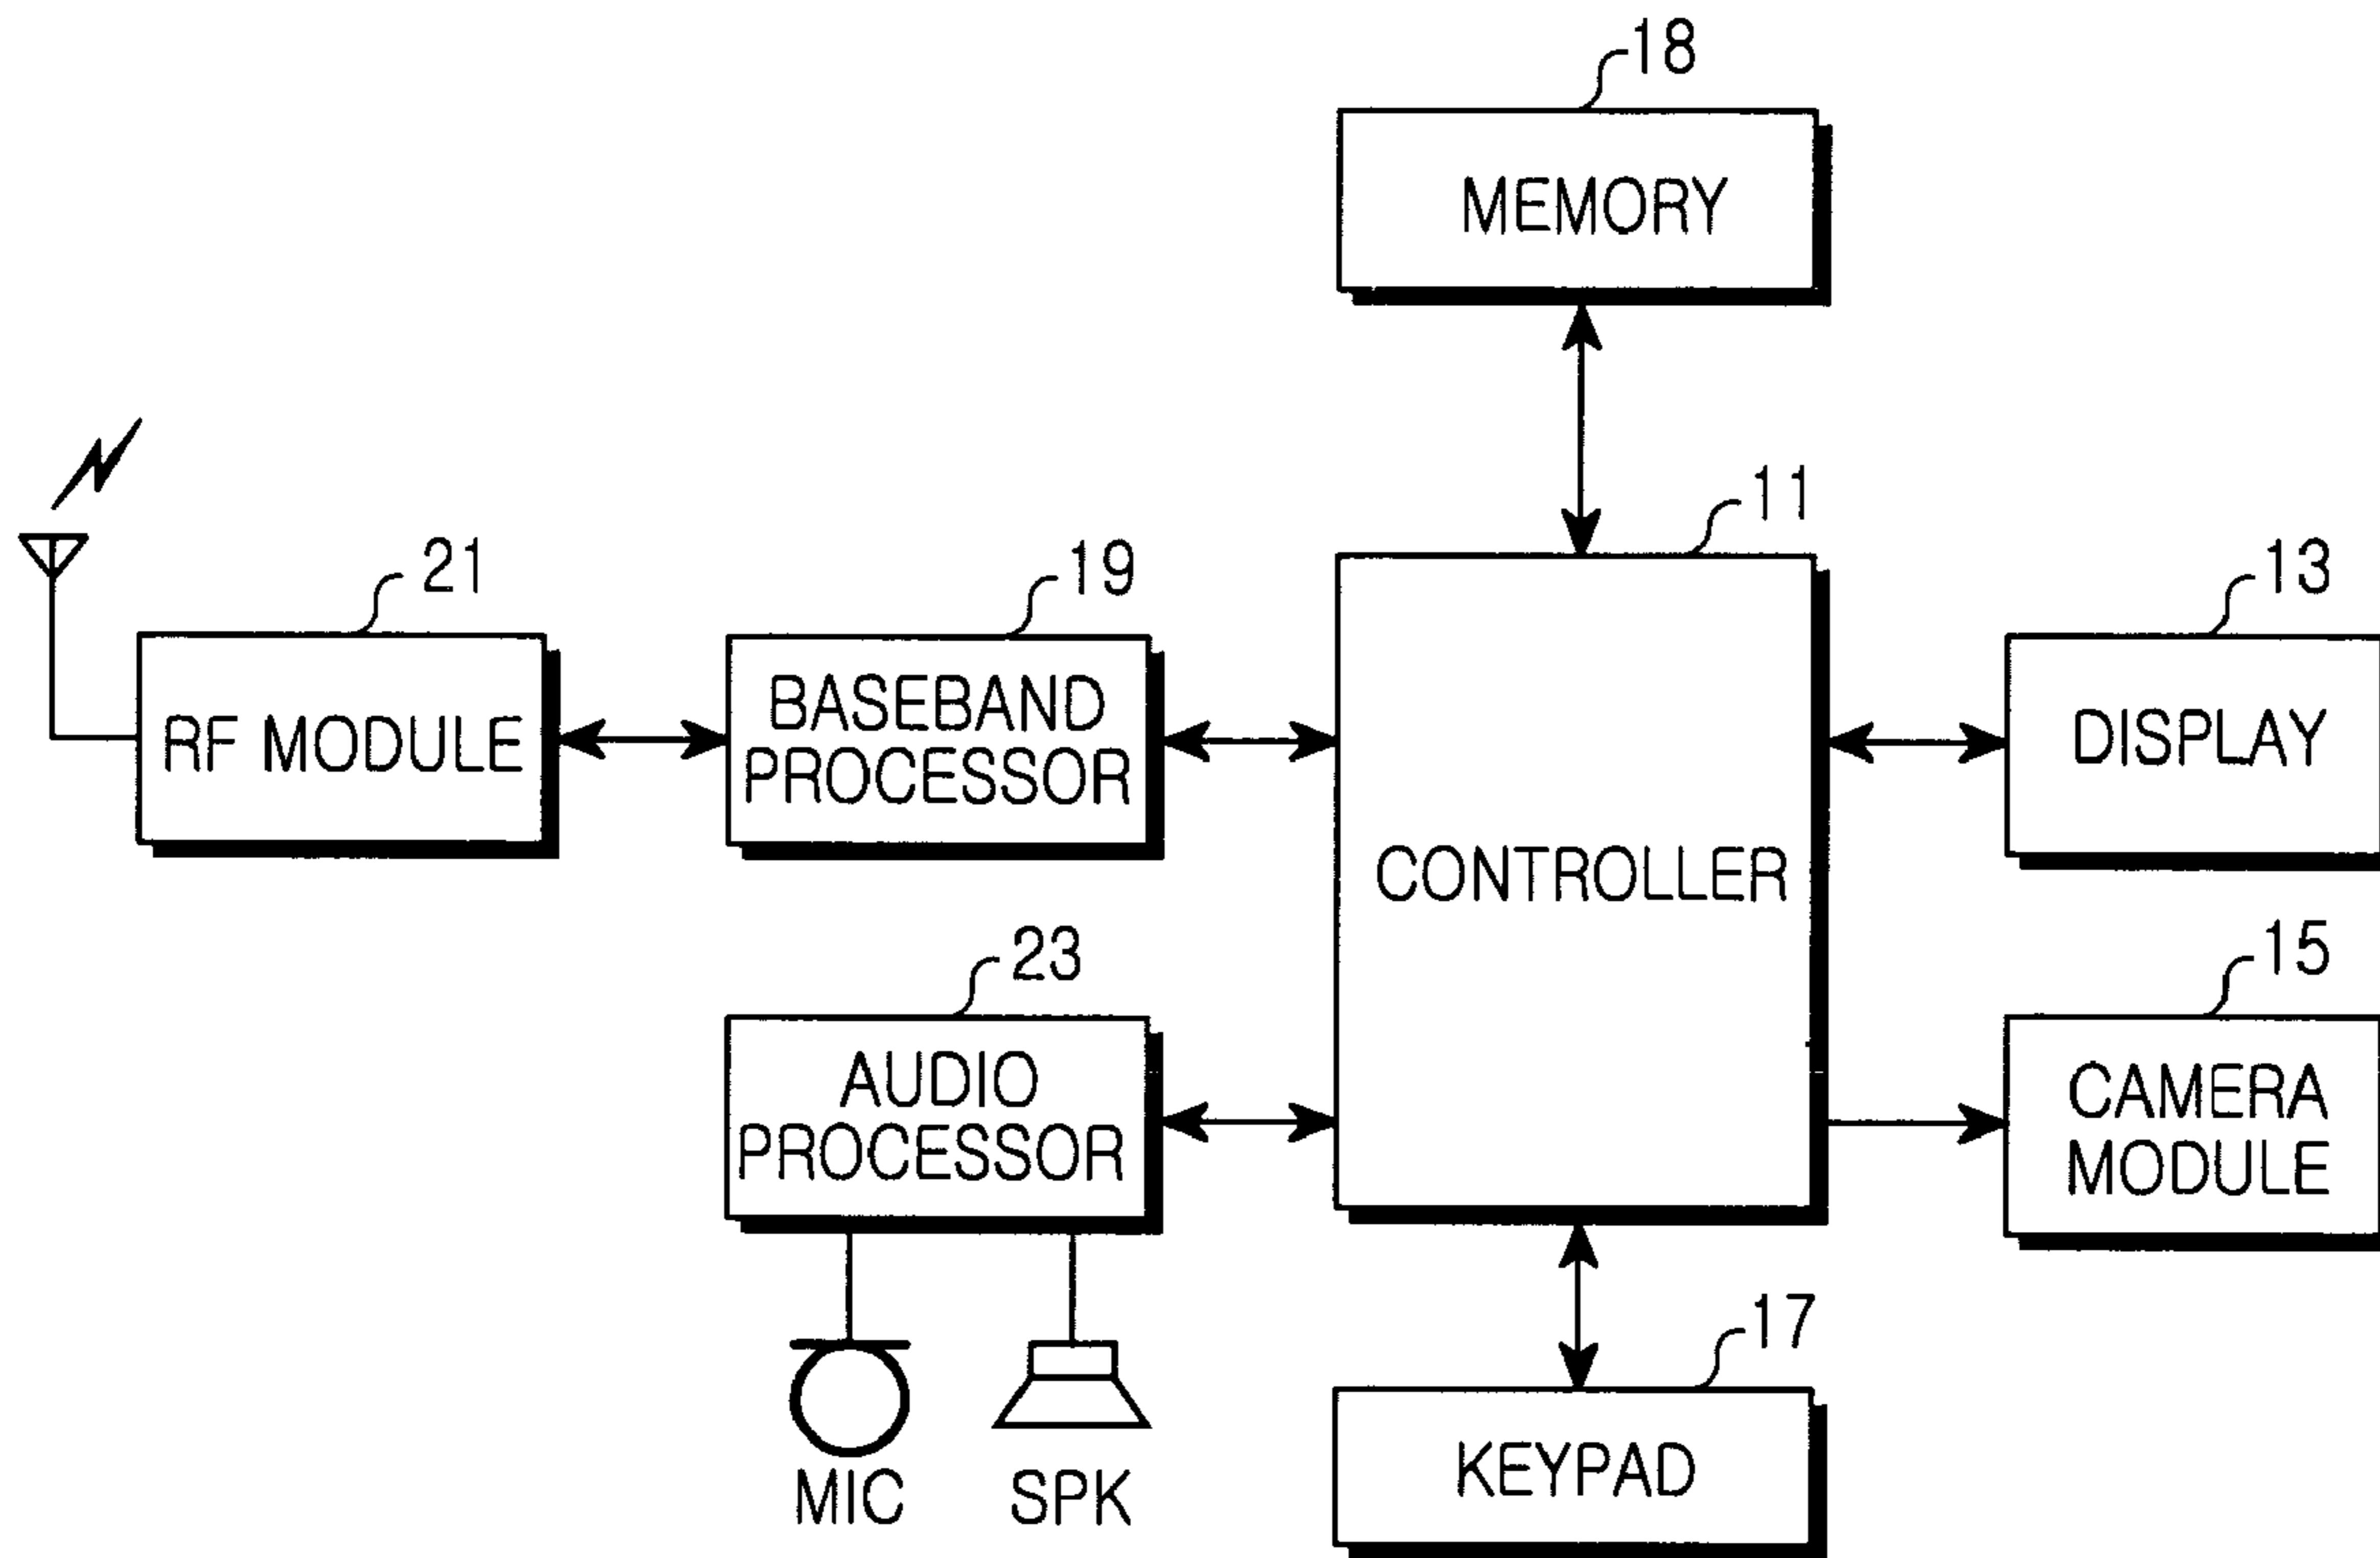 18
MEMORY
11
21
19
13
RF MODULE
BASEBAND
PROCESSOR
DISPLAY
CONTROLLER
23
15
AUDIO
PROCESSOR
CAMERA
MODULE
17
MIC
SPK
KEYPAD